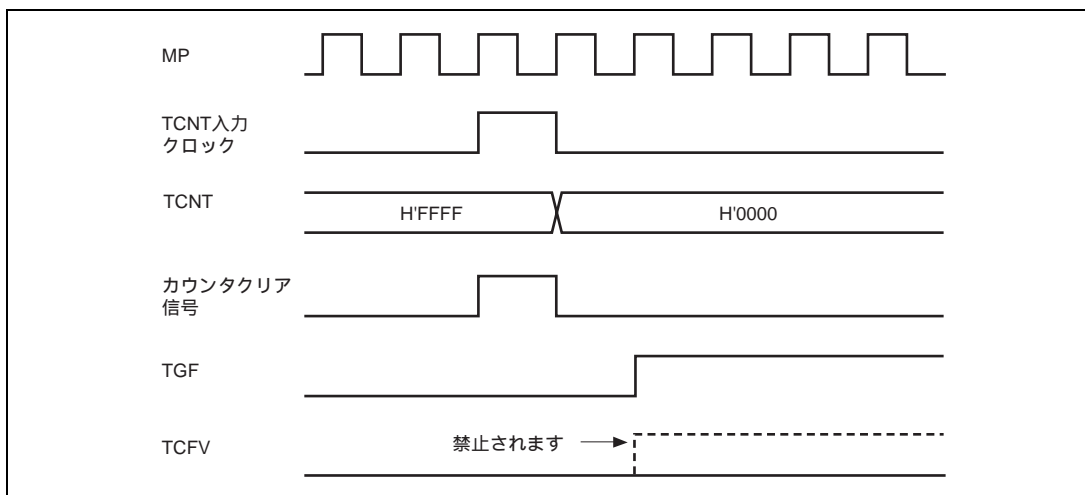 MP
TCNT入力
クロック
TCNT
H'FFFF
H'0000
カウンタクリア
信号
TGF
TCFV
禁止されます